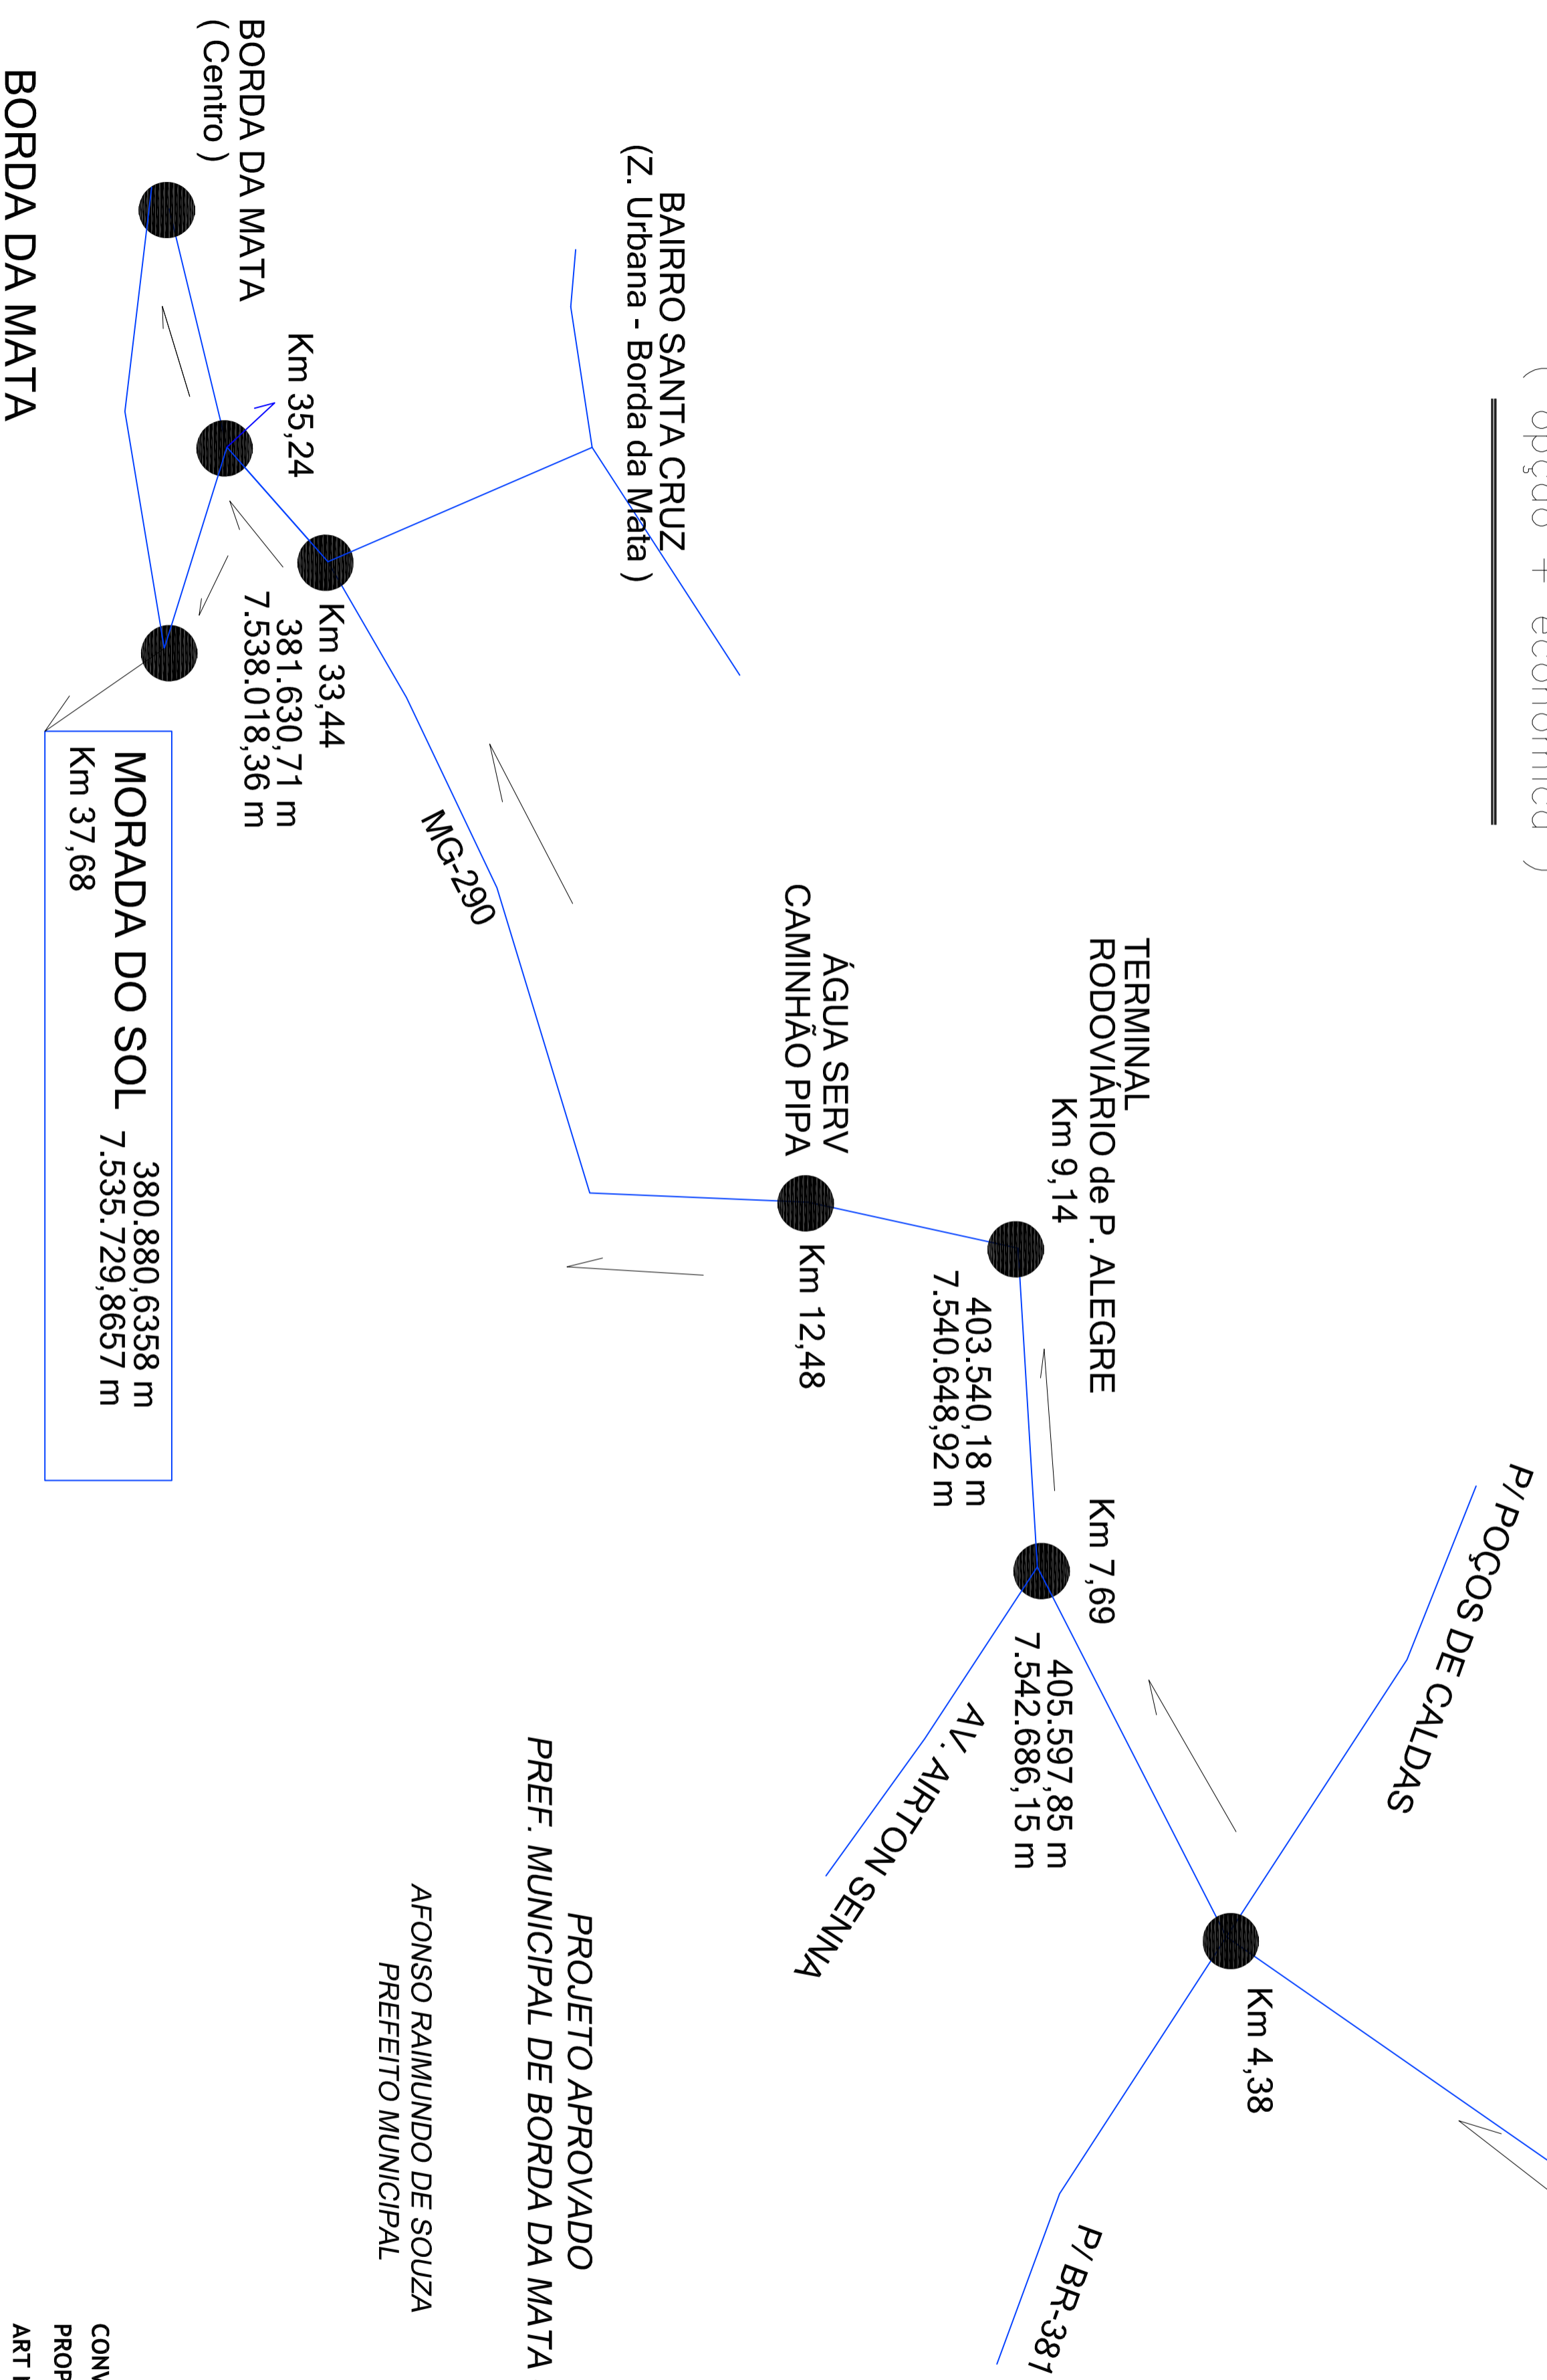 ( opção + econômica )
P/ POÇOS DE CALDAS
TERMINAL
RODOVIÁRIO de P. ALEGRE
Km 9,14
Km 7,69
Km 4,38
405.597,85 m
7.542.686,15 m
403.540,18 m
7.540.648,92 m
P/ BR-381
AV. AIRTON SENNA
ÁGUA SERV
CAMINHÃO PIPA
Km 12,48
BAIRRO SANTA CRUZ
(Z. Urbana - Borda da Mata )
MG-290
PROJETO APROVADO
PREF. MUNICIPAL DE BORDA DA MATA
AFONSO RAIMUNDO DE SOUZA
PREFEITO MUNICIPAL
Km 33,44
381.630,71 m
7.538.018,36 m
Km 35,24
BORDA DA MATA
( Centro )
MORADA DO SOL
380.880,6358 m
7.535.729,8657 m
Km 37,68
BORDA DA MATA
ART